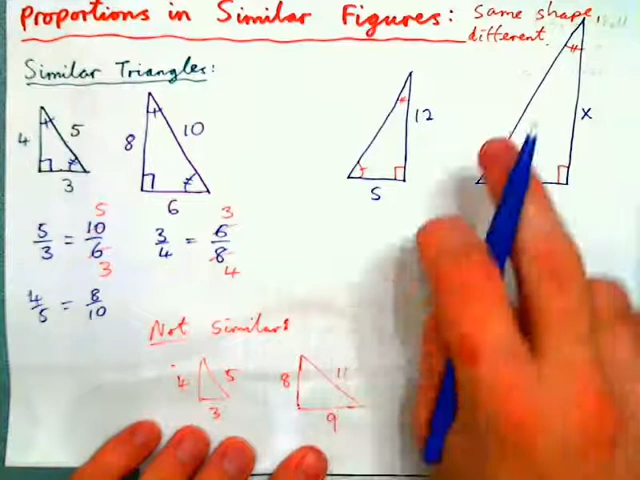 Proportions in Similar Figures: Same shape,
different.
Similar Triangles:
4 5 3
8 10 6
12 5
x
5/3 = 10/6 5 3
3/4 = 6/8 3 4
4/5 = 8/10
Not Similar:
4 5 3
8 11 9